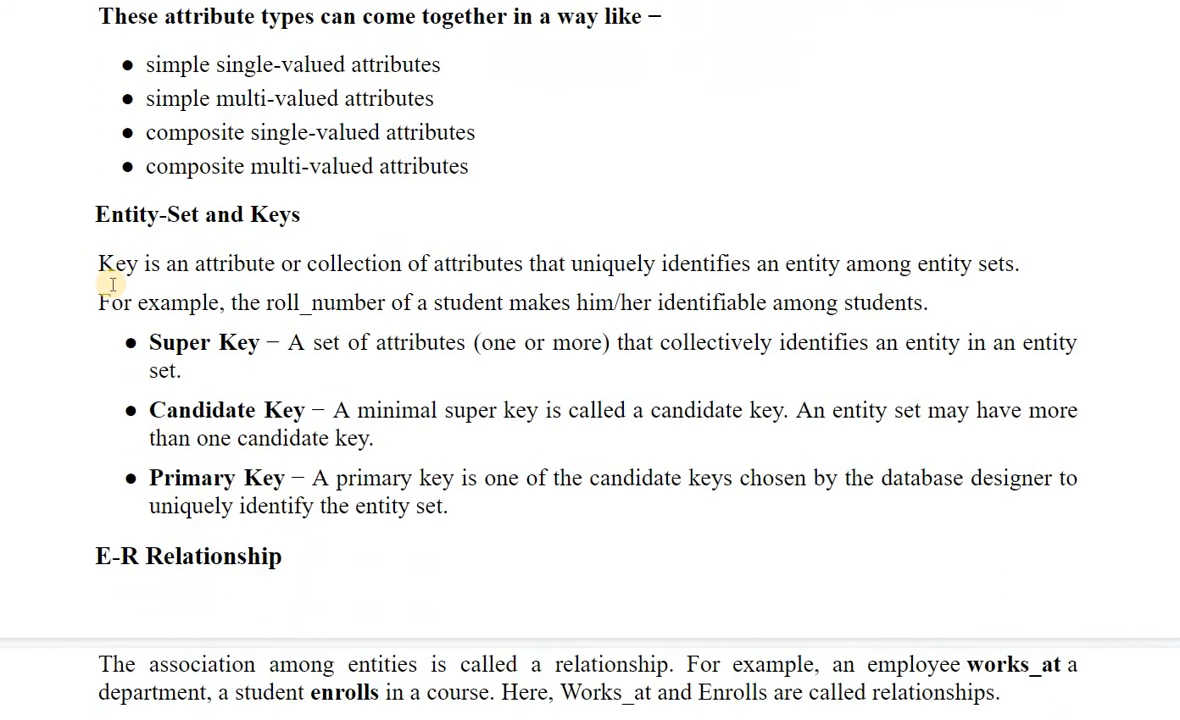 These attribute types can come together in a way like −
● simple single-valued attributes
● simple multi-valued attributes
● composite single-valued attributes
● composite multi-valued attributes
Entity-Set and Keys
Key is an attribute or collection of attributes that uniquely identifies an entity among entity sets.
For example, the roll_number of a student makes him/her identifiable among students.
● Super Key − A set of attributes (one or more) that collectively identifies an entity in an entity
set.
● Candidate Key − A minimal super key is called a candidate key. An entity set may have more
than one candidate key.
● Primary Key − A primary key is one of the candidate keys chosen by the database designer to
uniquely identify the entity set.
E-R Relationship
The association among entities is called a relationship. For example, an employee works_at a
department, a student enrolls in a course. Here, Works_at and Enrolls are called relationships.